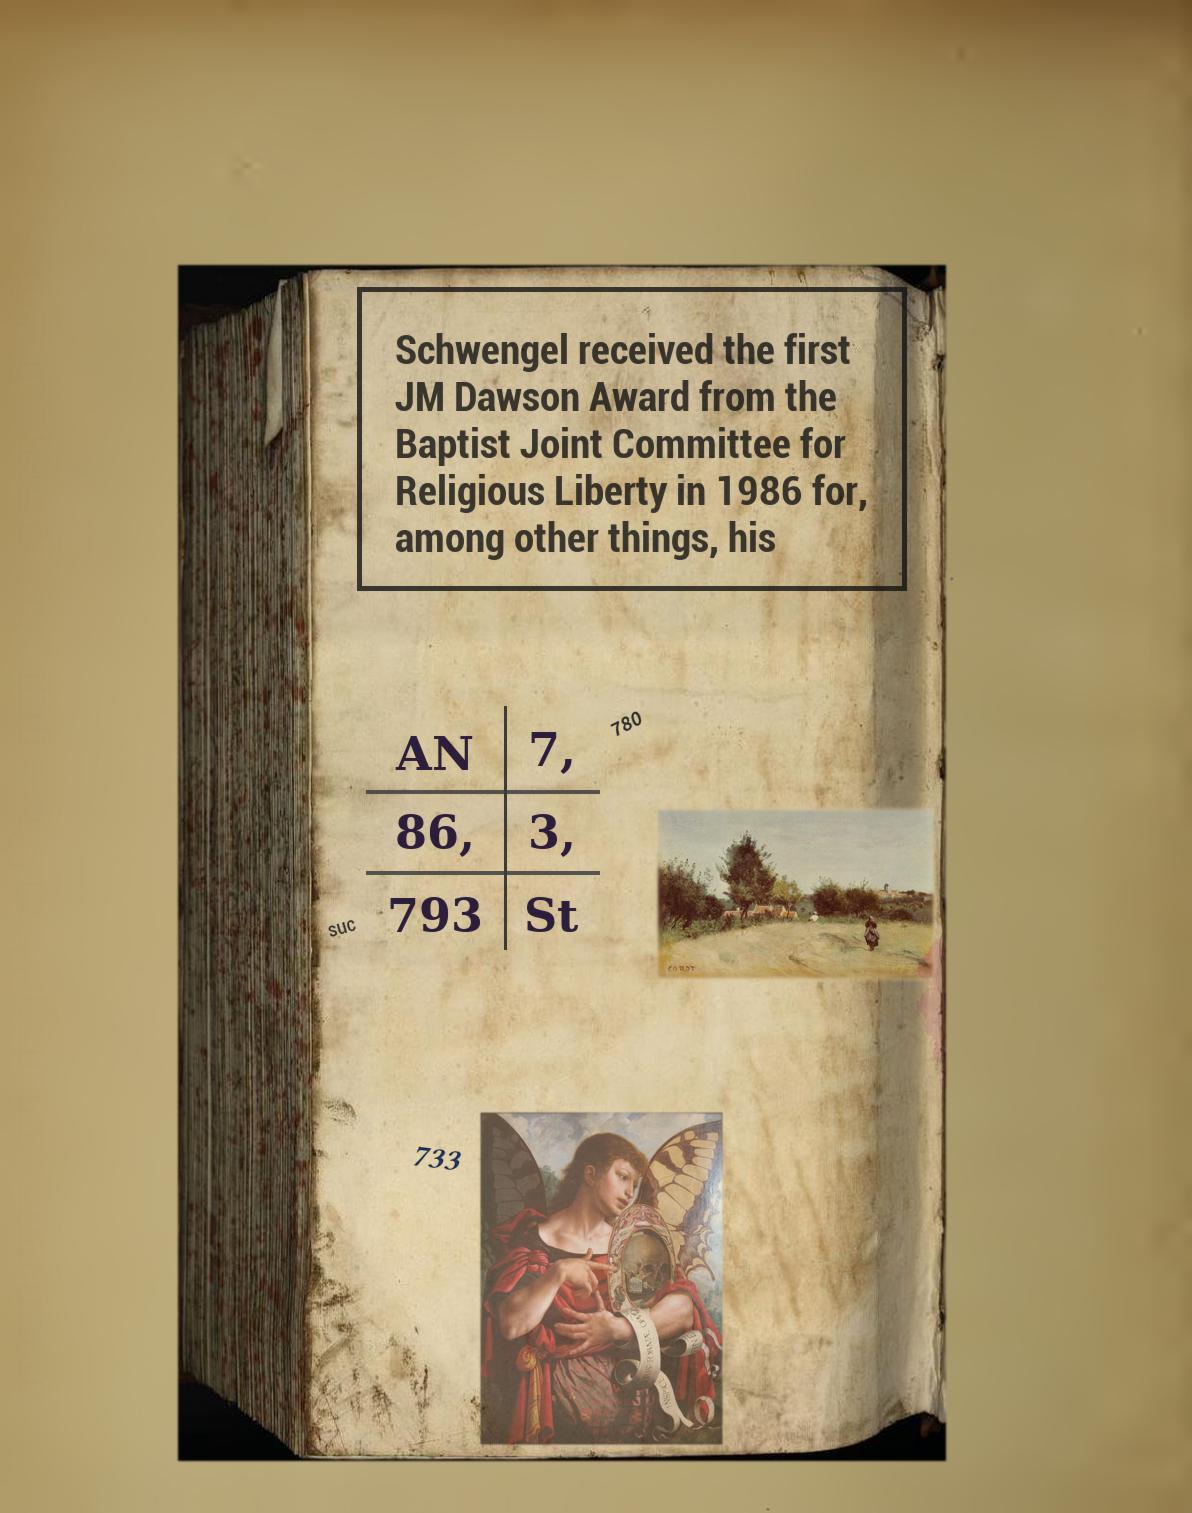 Schwengel received the first
JM Dawson Award from the
Baptist Joint Committee for
Religious Liberty in 1986 for,
among other things, his
780
AN 7,
86, 3,
793 St
suc
COROT
733